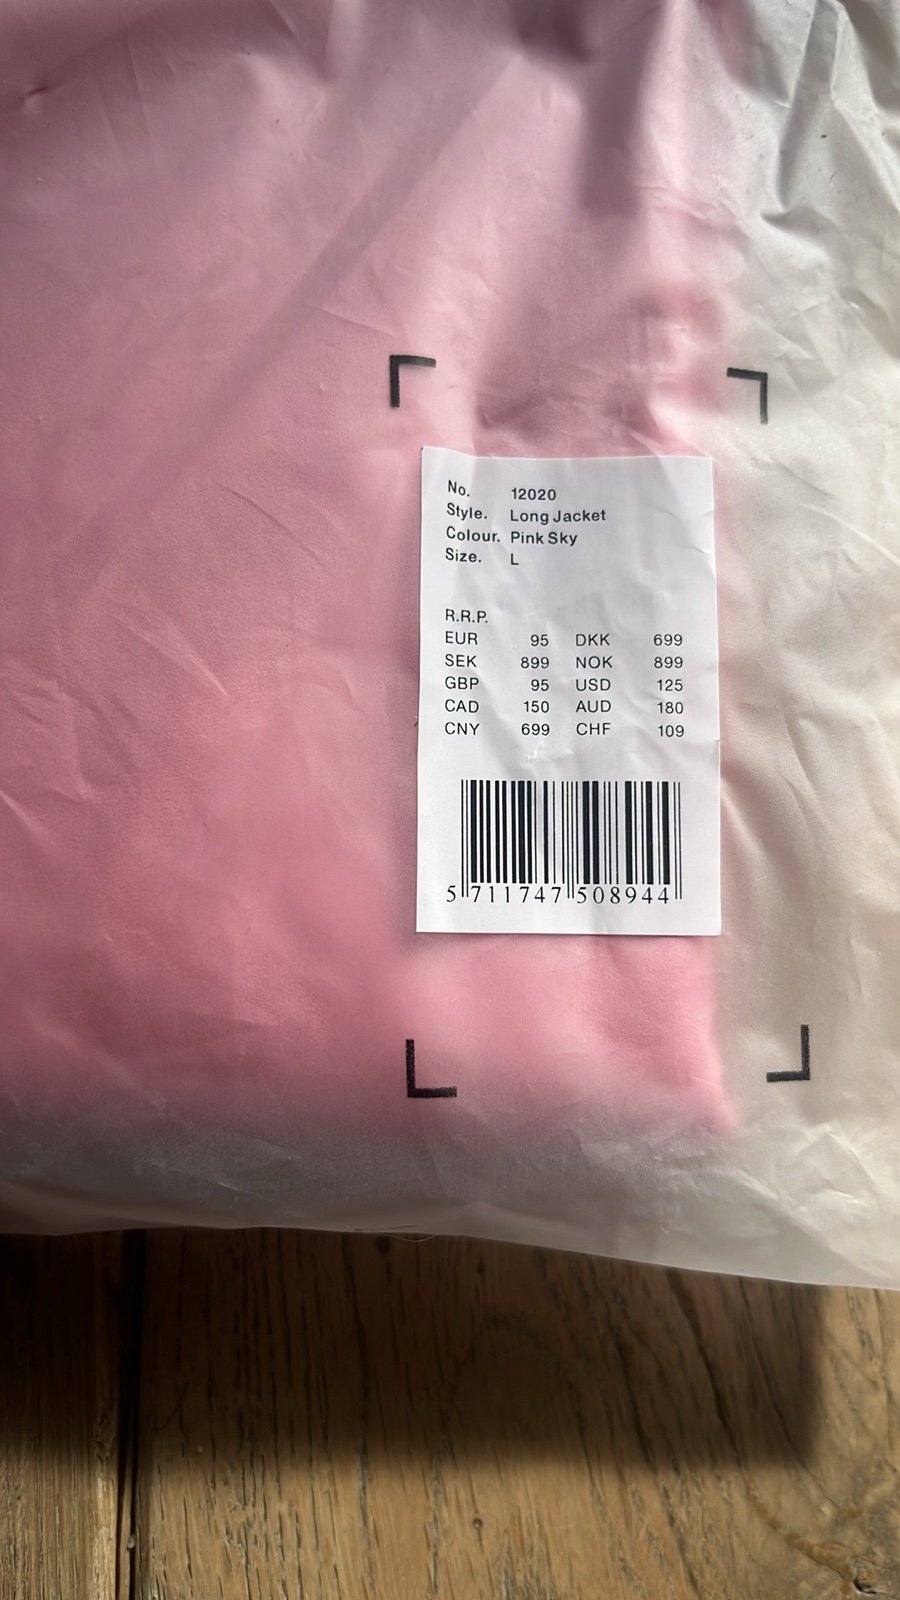 No. 12020
Style. Long Jacket
Colour. Pink Sky
Size. L
R.R.P.
EUR 95 DKK 699
SEK 899 NOK 899
GBP 95 USD 125
CAD 150 AUD 180
CNY 699 CHF 109
5 711747 508944